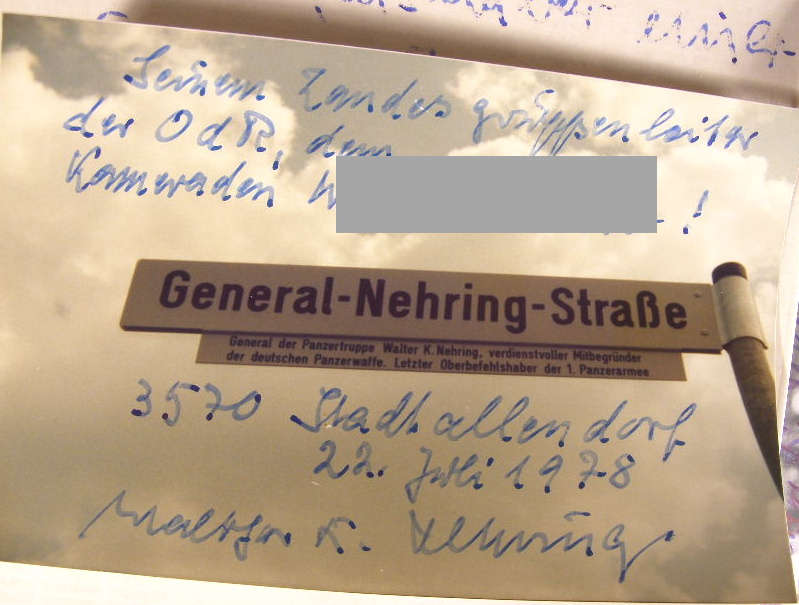 Seinem Landesgruppenleiter
der OdR, dem
Kameraden !
General-Nehring-Straße
General der Panzertruppe Walter K. Nehring, verdienstvoller Mitbegründer
der deutschen Panzerwaffe. Letzter Oberbefehlshaber der 1. Panzerarmee
3570 Stadtallendorf
22. Juli 1978
Walther K. Nehring